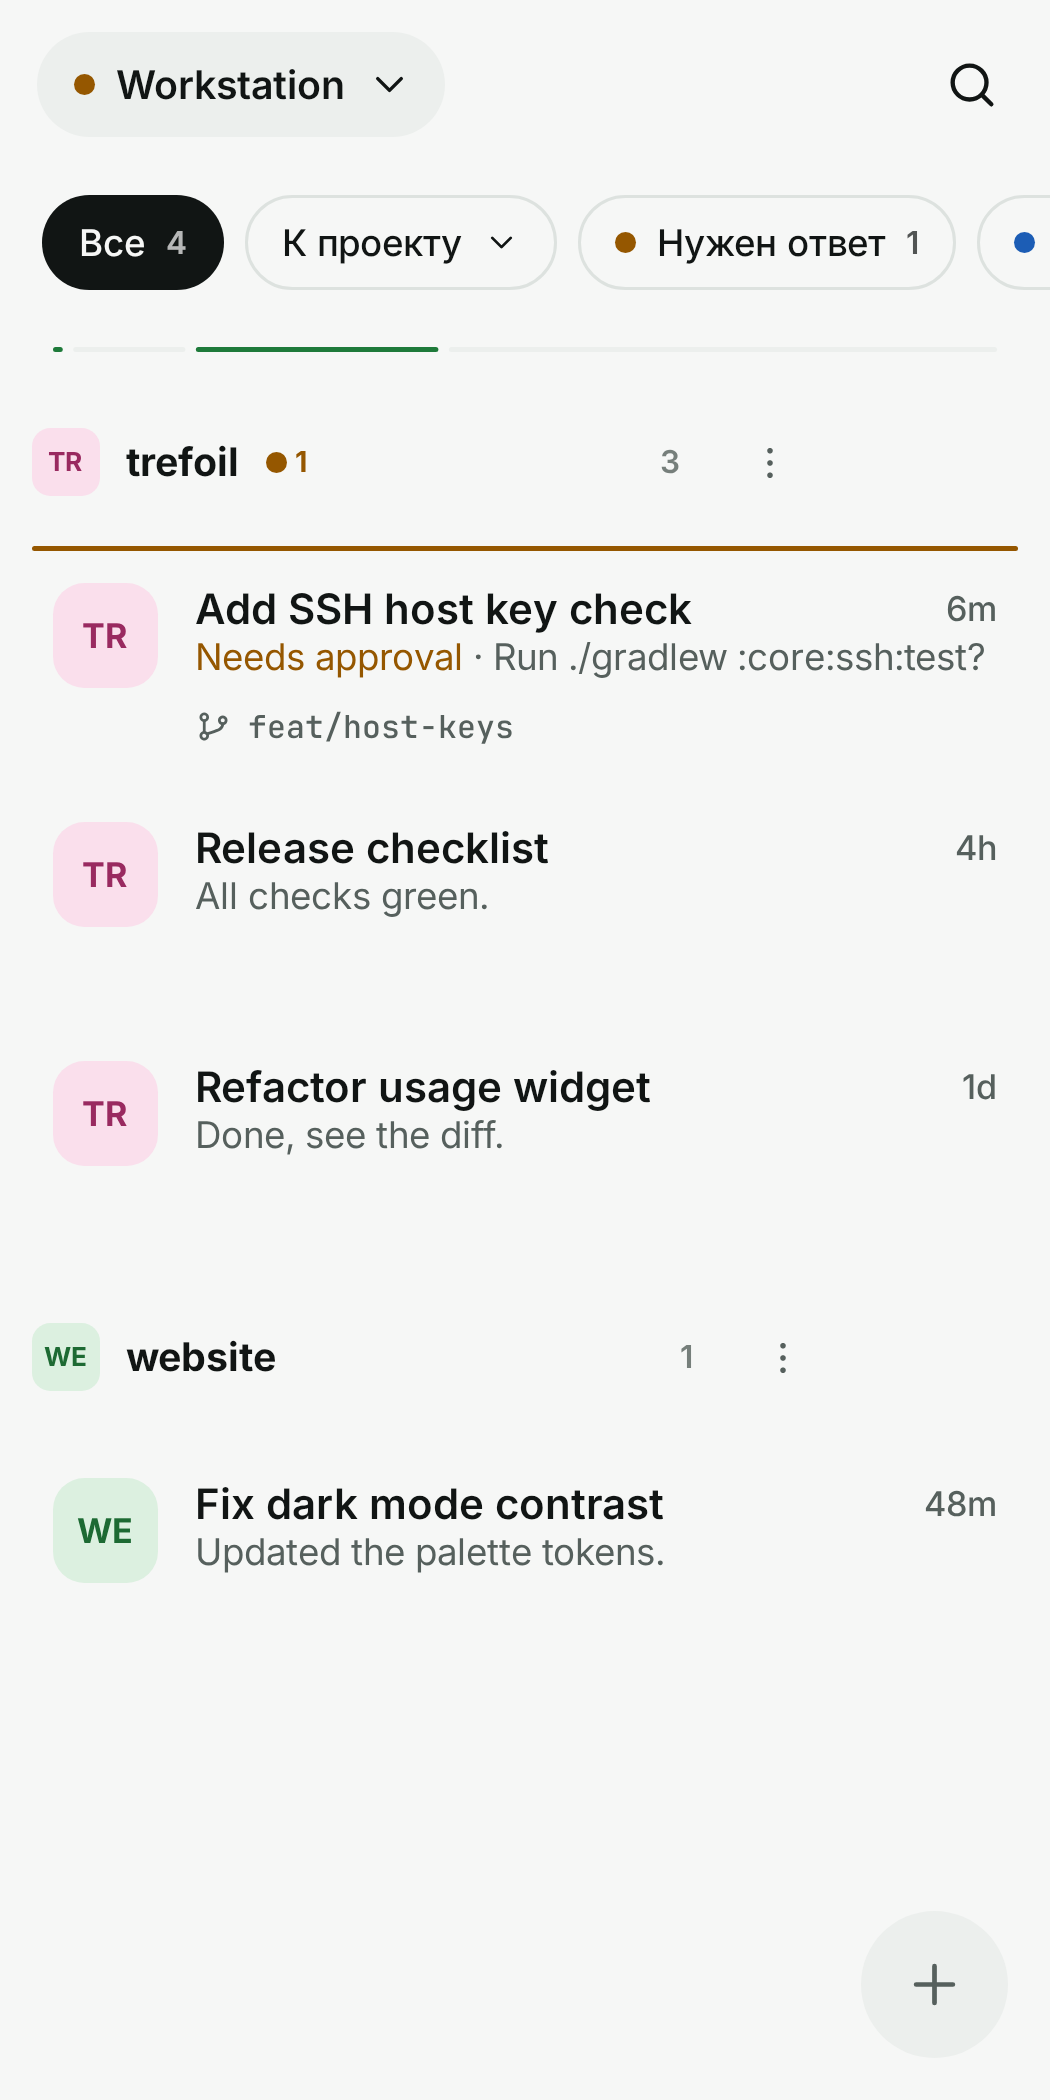 Workstation
Все 4
К проекту
Нужен ответ 1
TR trefoil 1 3
TR Add SSH host key check 6m
Needs approval · Run ./gradlew :core:ssh:test?
feat/host-keys
TR Release checklist 4h
All checks green.
TR Refactor usage widget 1d
Done, see the diff.
WE website 1
WE Fix dark mode contrast 48m
Updated the palette tokens.